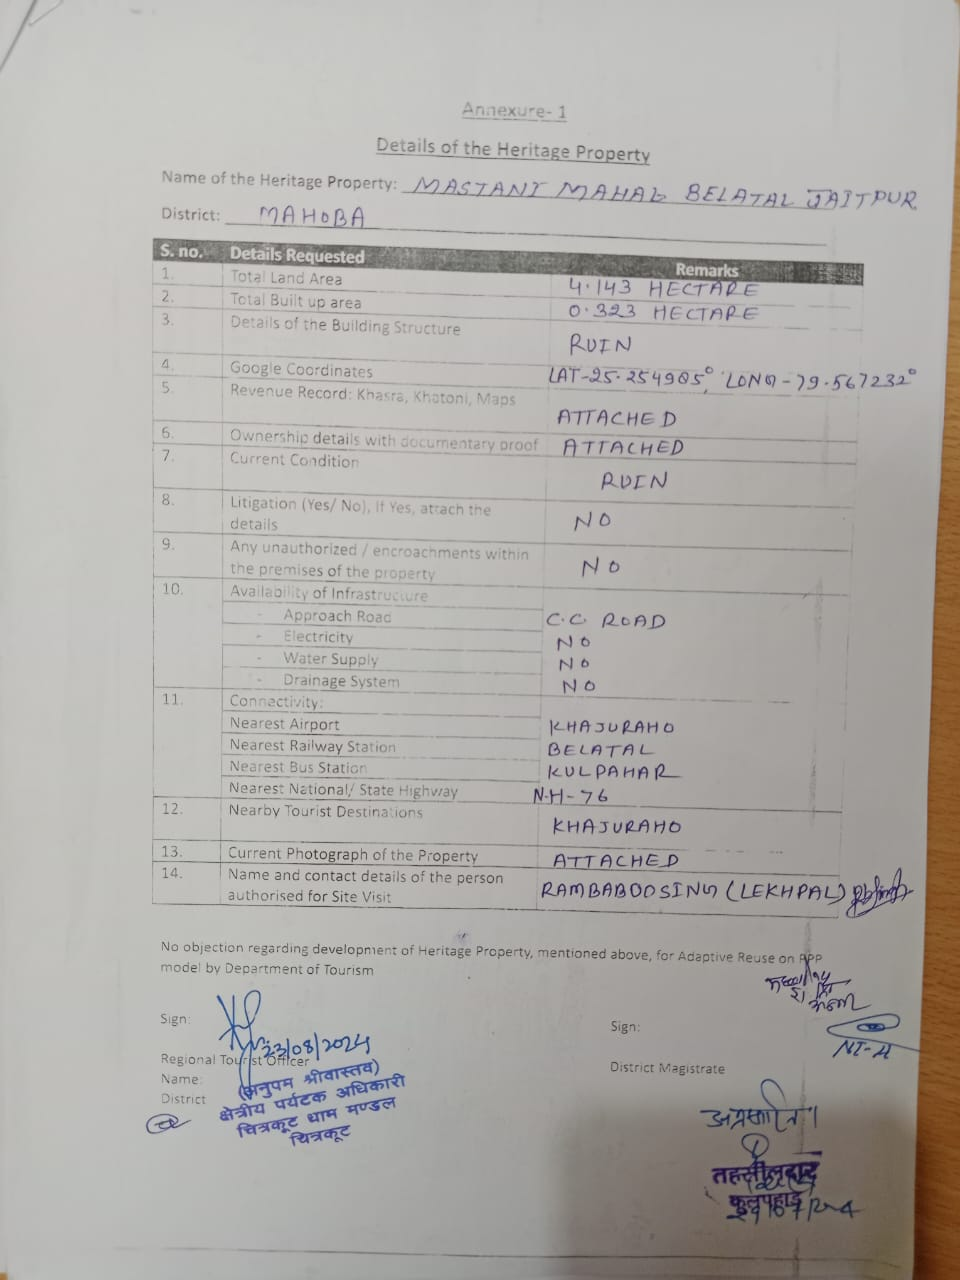 Annexure- 1
Details of the Heritage Property
Name of the Heritage Property: MASTANI MAHAL BELATAL JAITPUR
District: MAHOBA
S. no. Details Requested Remarks
1. Total Land Area 4.143 HECTARE
2. Total Built up area 0.323 HECTARE
3. Details of the Building Structure RUIN
4. Google Coordinates LAT-25.254905°, LONG-79.567232°
5. Revenue Record: Khasra, Khatoni, Maps ATTACHED
6. Ownership details with documentary proof ATTACHED
7. Current Condition RUIN
8. Litigation (Yes/ No), If Yes, attach the
details NO
9. Any unauthorized / encroachments within
the premises of the property NO
10. Availability of Infrastructure
- Approach Road C.C. ROAD
- Electricity NO
- Water Supply NO
- Drainage System NO
11. Connectivity:
Nearest Airport KHAJURAHO
Nearest Railway Station BELATAL
Nearest Bus Station KULPAHAR
Nearest National/ State Highway N.H-76
12. Nearby Tourist Destinations KHAJURAHO
13. Current Photograph of the Property ATTACHED
14. Name and contact details of the person
authorised for Site Visit RAMBABOOSING (LEKHPAL)
No objection regarding development of Heritage Property, mentioned above, for Adaptive Reuse on PPP
model by Department of Tourism
Sign:
23/08/2024
Regional Tourist Officer
Name: (अनुपम श्रीवास्तव)
District क्षेत्रीय पर्यटक अधिकारी
चित्रकूट धाम मण्डल
चित्रकूट
Sign:
NT-H
District Magistrate
तहसीलदार
कुलपहाड़